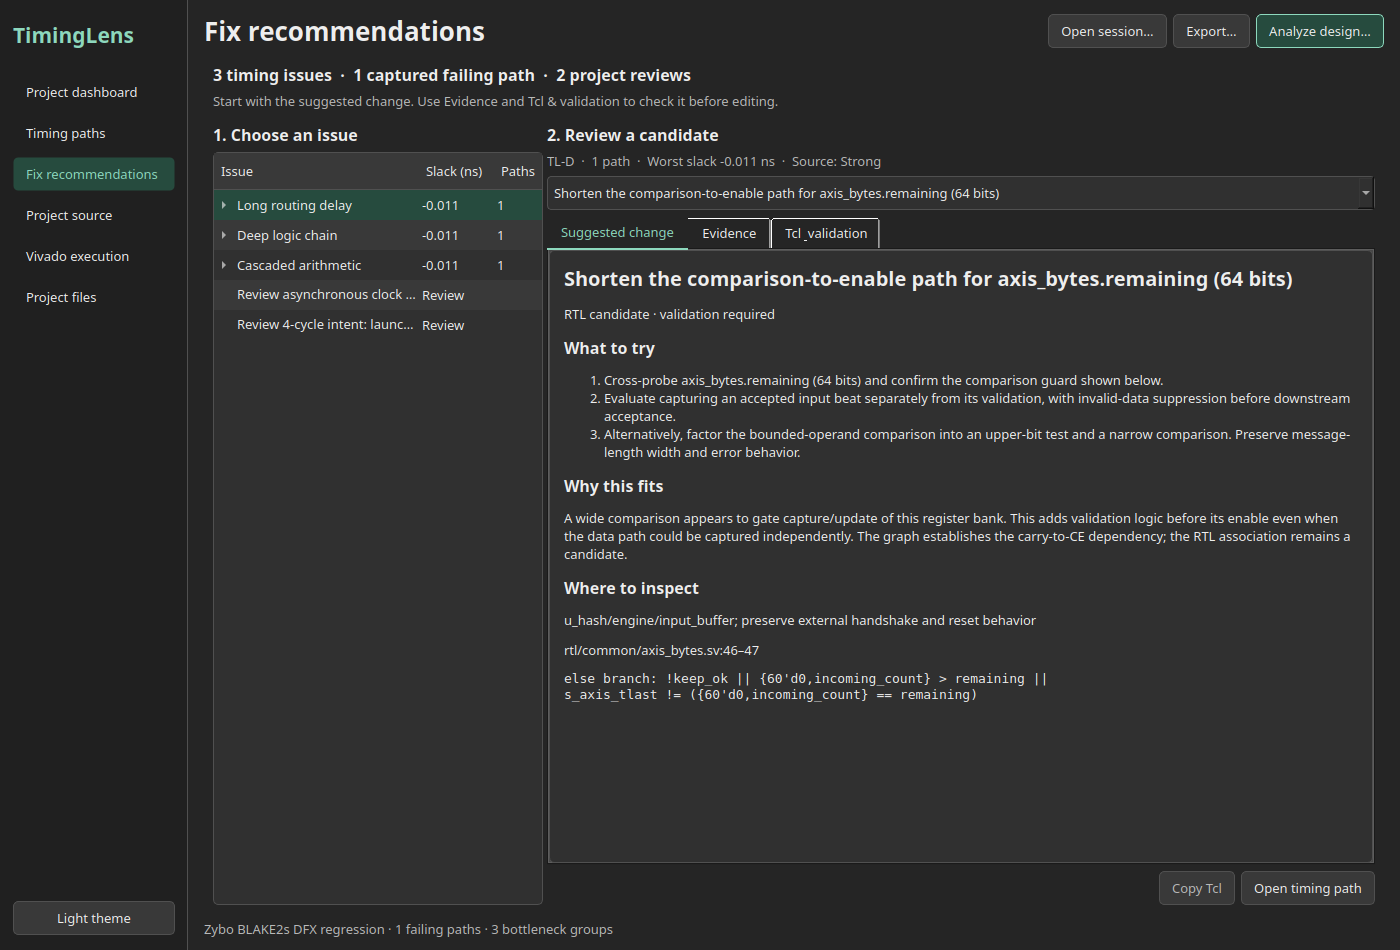 TimingLens
Project dashboard
Timing paths
Fix recommendations
Project source
Vivado execution
Project files
Light theme
Fix recommendations
Open session...
Export...
Analyze design...
3 timing issues · 1 captured failing path · 2 project reviews
Start with the suggested change. Use Evidence and Tcl & validation to check it before editing.
1. Choose an issue
Issue Slack (ns) Paths
Long routing delay -0.011 1
Deep logic chain -0.011 1
Cascaded arithmetic -0.011 1
Review asynchronous clock ... Review
Review 4-cycle intent: launc... Review
2. Review a candidate
TL-D · 1 path · Worst slack -0.011 ns · Source: Strong
Shorten the comparison-to-enable path for axis_bytes.remaining (64 bits)
Suggested change Evidence Tcl _validation
Shorten the comparison-to-enable path for axis_bytes.remaining (64 bits)
RTL candidate · validation required
What to try
1. Cross-probe axis_bytes.remaining (64 bits) and confirm the comparison guard shown below.
2. Evaluate capturing an accepted input beat separately from its validation, with invalid-data suppression before downstream
acceptance.
3. Alternatively, factor the bounded-operand comparison into an upper-bit test and a narrow comparison. Preserve message-
length width and error behavior.
Why this fits
A wide comparison appears to gate capture/update of this register bank. This adds validation logic before its enable even when
the data path could be captured independently. The graph establishes the carry-to-CE dependency; the RTL association remains a
candidate.
Where to inspect
u_hash/engine/input_buffer; preserve external handshake and reset behavior
rtl/common/axis_bytes.sv:46–47
else branch: !keep_ok || {60'd0,incoming_count} > remaining ||
s_axis_tlast != ({60'd0,incoming_count} == remaining)
Copy Tcl
Open timing path
Zybo BLAKE2s DFX regression · 1 failing paths · 3 bottleneck groups